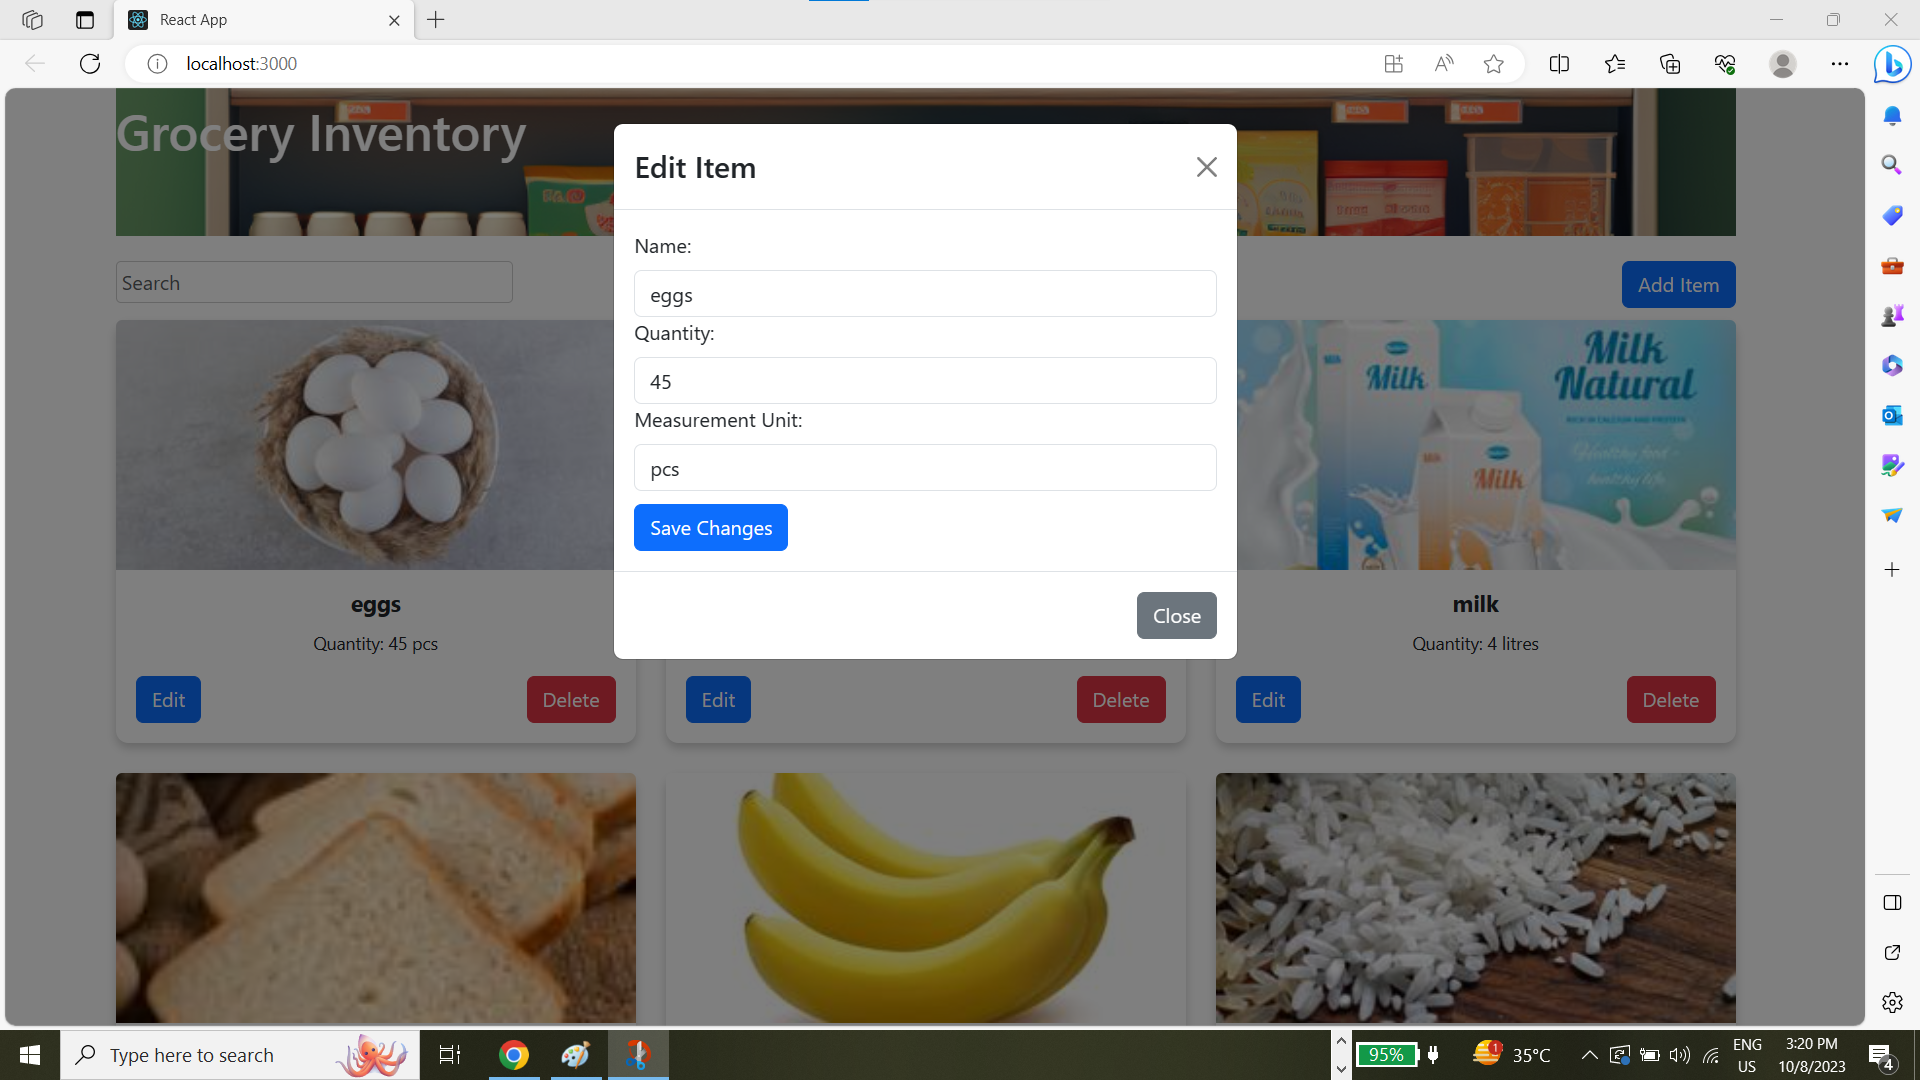 React App
localhost:3000
Grocery Inventory
Edit Item
Name:
eggs
Quantity:
45
Measurement Unit:
pcs
Save Changes
Close
Search
Add Item
Milk
Milk
Milk
Natural
eggs
Quantity: 45 pcs
Edit
Delete
Edit
Delete
milk
Quantity: 4 litres
Edit
Delete
Type here to search
95%
1
35°C
ENG
US
3:20 PM
10/8/2023
4